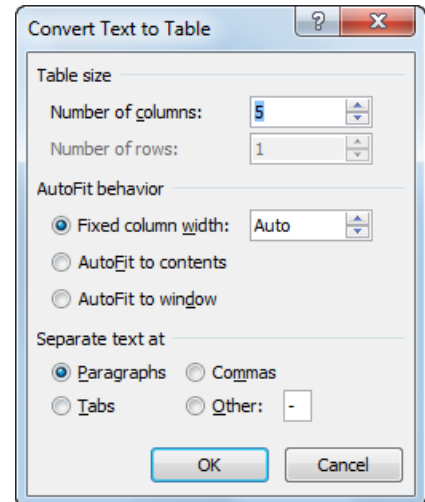 Convert Text to Table
Table size
Number of columns: 5
Number of rows: 1
AutoFit behavior
Fixed column width: Auto
AutoFit to contents
AutoFit to window
Separate text at
Paragraphs Commas
Tabs Other: -
OK Cancel